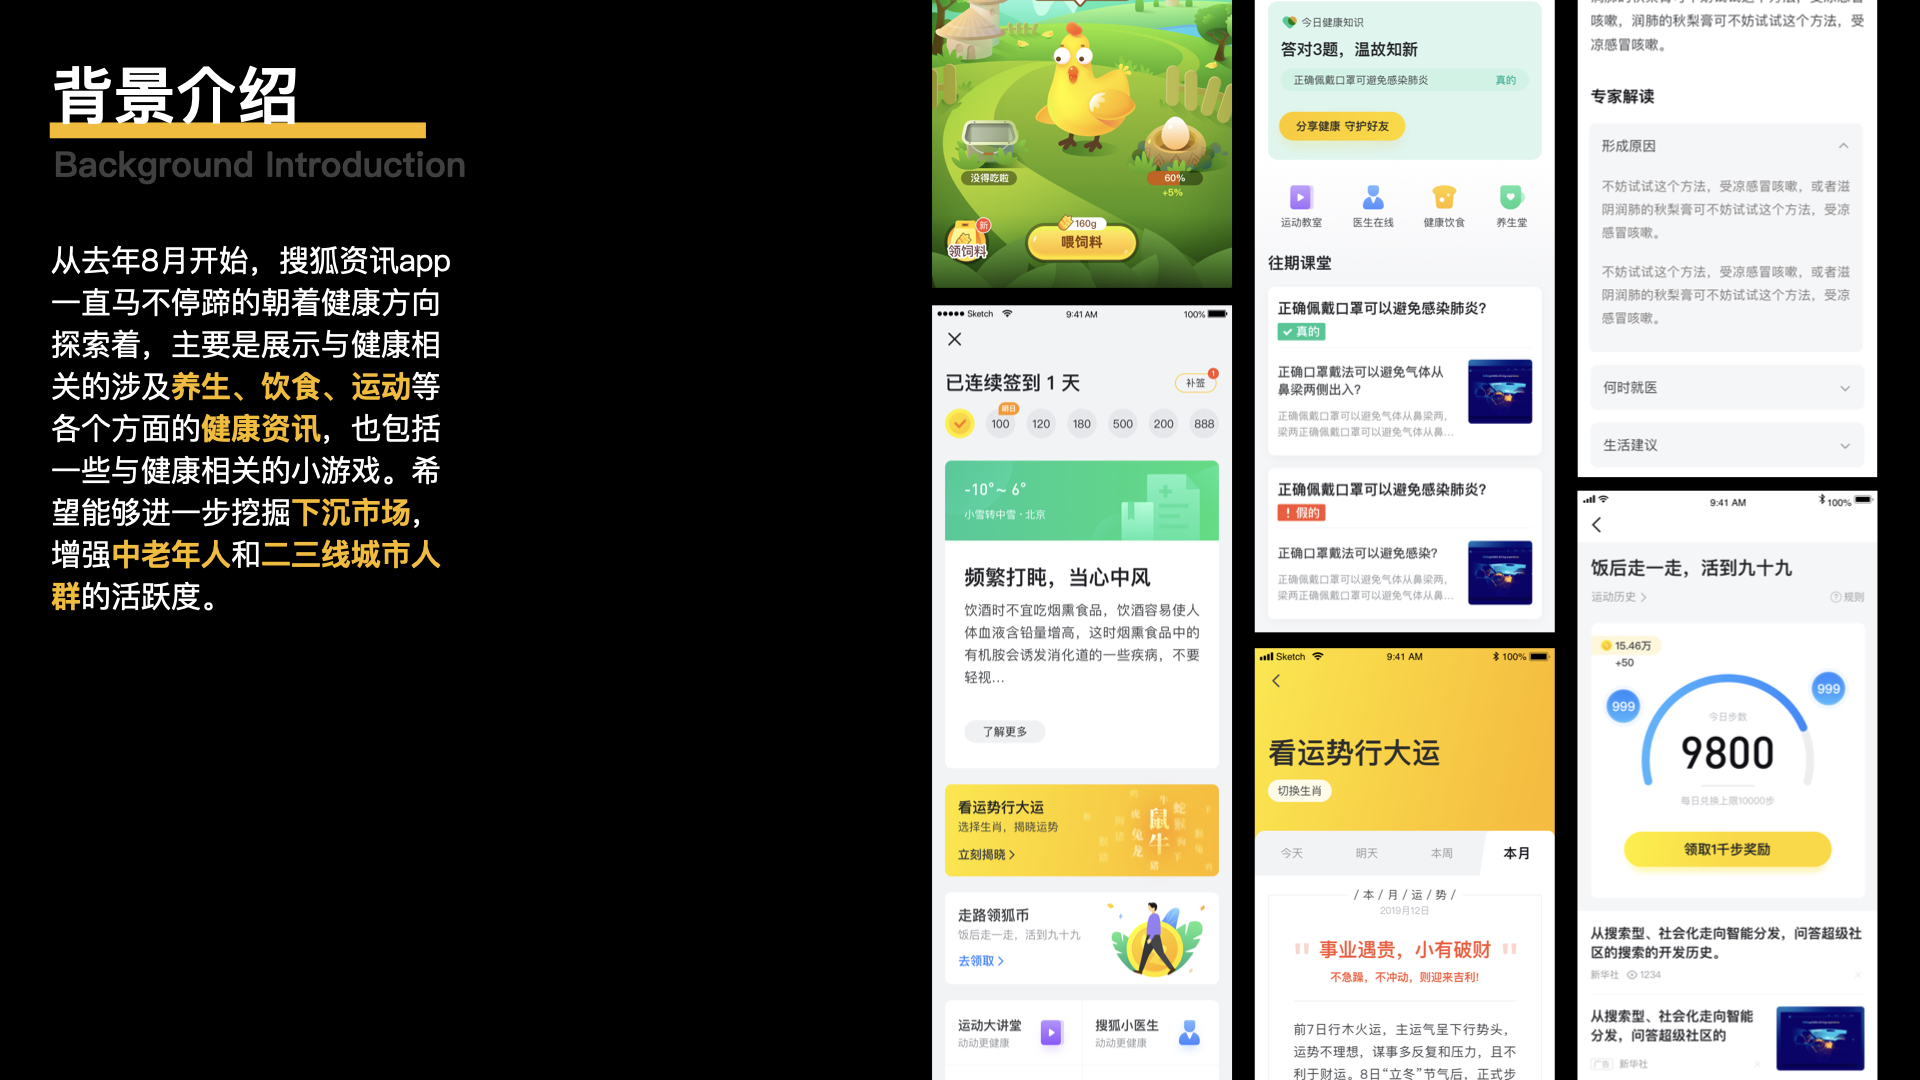 背景介绍
Background Introduction
从去年8月开始，搜狐资讯app
一直马不停蹄的朝着健康方向
探索着，主要是展示与健康相
关的涉及养生、饮食、运动等
各个方面的健康资讯，也包括
一些与健康相关的小游戏。希
望能够进一步挖掘下沉市场，
增强中老年人和二三线城市人
群的活跃度。
没得吃啦
60%
+5%
新
领饲料
160g
喂饲料
Sketch
9:41 AM
100%
已连续签到 1 天
补签
1
明日
100
120
180
500
200
888
-10°~ 6°
小雪转中雪·北京
频繁打盹，当心中风
饮酒时不宜吃烟熏食品，饮酒容易使人
体血液含铅量增高，这时烟熏食品中的
有机胺会诱发消化道的一些疾病，不要
轻视...
了解更多
看运势行大运
选择生肖，揭晓运势
立刻揭晓
鼠
牛
走路领狐币
饭后走一走，活到九十九
去领取
运动大讲堂
动动更健康
搜狐小医生
动动更健康
今日健康知识
答对3题，温故知新
正确佩戴口罩可避免感染肺炎
真的
分享健康 守护好友
运动教室
医生在线
健康饮食
养生堂
往期课堂
正确佩戴口罩可以避免感染肺炎?
真的
正确口罩戴法可以避免气体从
鼻梁两侧出入?
正确佩戴口罩可以避免气体从鼻梁两，
梁两正确佩戴口罩可以避免气体从鼻...
正确佩戴口罩可以避免感染肺炎?
! 假的
正确口罩戴法可以避免感染?
正确佩戴口罩可以避免气体从鼻梁两，
梁两正确佩戴口罩可以避免气体从鼻...
Sketch
9:41 AM
100%
看运势行大运
切换生肖
今天
明天
本周
本月
/ 本 / 月 / 运 / 势 /
2019月12日
" 事业遇贵，小有破财 "
不急躁，不冲动，则迎来吉利!
前7日行木火运，主运气呈下行势头，
运势不理想，谋事多反复和压力，且不
利于财运。8日“立冬”节气后，正式步
咳嗽，润肺的秋梨膏可不妨试试这个方法，受
凉感冒咳嗽。
专家解读
形成原因
不妨试试这个方法，受凉感冒咳嗽，或者滋
阴润肺的秋梨膏可不妨试试这个方法，受凉
感冒咳嗽。
不妨试试这个方法，受凉感冒咳嗽，或者滋
阴润肺的秋梨膏可不妨试试这个方法，受凉
感冒咳嗽。
何时就医
生活建议
9:41 AM
100%
饭后走一走，活到九十九
运动历史
规则
15.46万
+50
999
999
今日步数
9800
每日兑换上限10000步
领取1千步奖励
从搜索型、社会化走向智能分发，问答超级社
区的搜索的开发历史。
新华社
1234
从搜索型、社会化走向智能
分发，问答超级社区的
广告
新华社